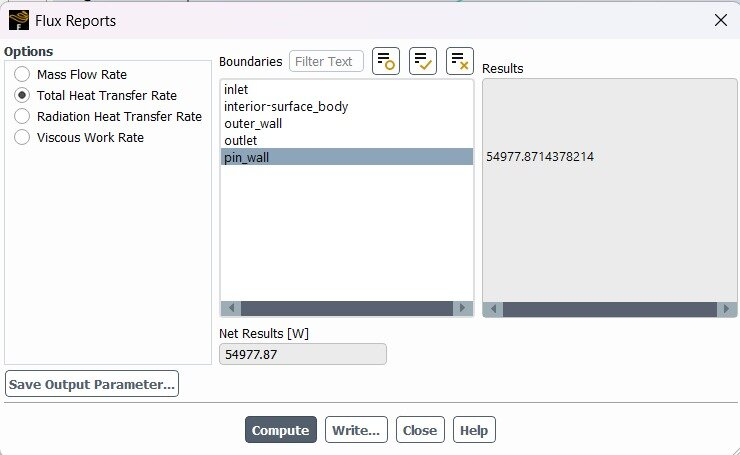 Flux Reports
Options
Mass Flow Rate
Total Heat Transfer Rate
Radiation Heat Transfer Rate
Viscous Work Rate
Boundaries Filter Text
inlet
interior-surface_body
outer_wall
outlet
pin_wall
Results
54977.8714378214
Net Results [W]
54977.87
Save Output Parameter...
Compute Write... Close Help